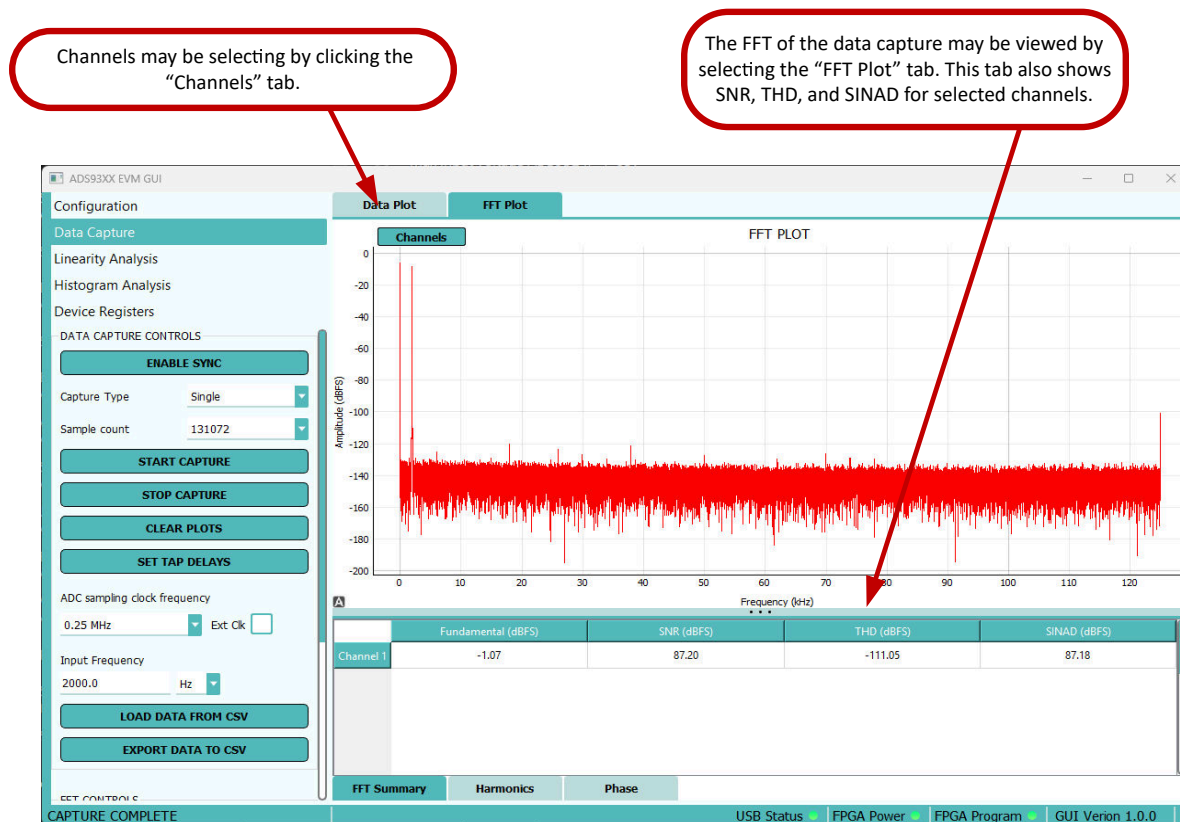 Channels may be selecting by clicking the
“Channels” tab.
The FFT of the data capture may be viewed by
selecting the “FFT Plot” tab. This tab also shows
SNR, THD, and SINAD for selected channels.
ADS93XX EVM GUI
Configuration
Data Capture
Linearity Analysis
Histogram Analysis
Device Registers
DATA CAPTURE CONTROLS
ENABLE SYNC
Capture Type Single
Sample count 131072
START CAPTURE
STOP CAPTURE
CLEAR PLOTS
SET TAP DELAYS
ADC sampling clock frequency
0.25 MHz Ext Clk
Input Frequency
2000.0 Hz
LOAD DATA FROM CSV
EXPORT DATA TO CSV
FFT CONTROLS
Data Plot FFT Plot
Channels
FFT PLOT
Amplitude (dBFS)
0
-20
-40
-60
-80
-100
-120
-140
-160
-180
-200
0 10 20 30 40 50 60 70 80 90 100 110 120
Frequency (kHz)
A
Fundamental (dBFS) SNR (dBFS) THD (dBFS) SINAD (dBFS)
Channel 1 -1.07 87.20 -111.05 87.18
FFT Summary Harmonics Phase
CAPTURE COMPLETE USB Status FPGA Power FPGA Program GUI Verion 1.0.0